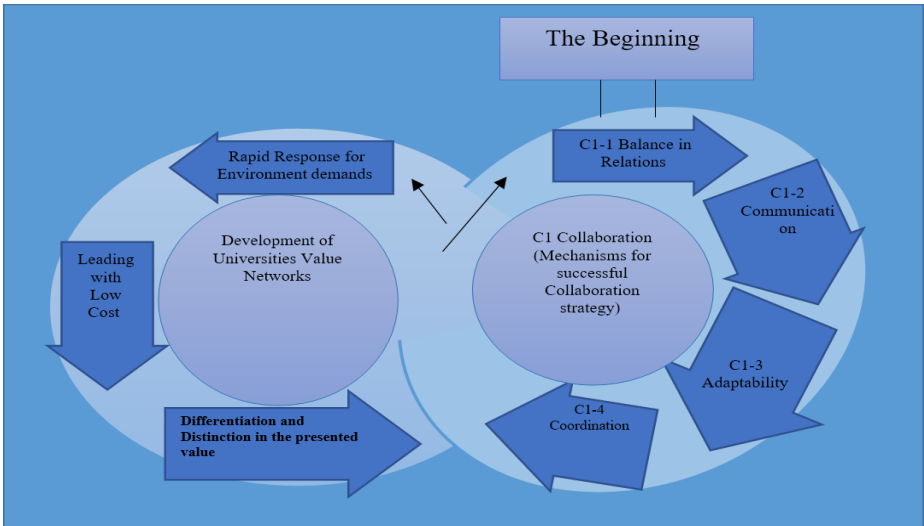 The Beginning
C1-1 Balance in
Relations
C1-2
Communicati
on
C1-3
Adaptability
C1-4
Coordination
C1 Collaboration
(Mechanisms for
successful
Collaboration
strategy)
Rapid Response for
Environment demands
Development of
Universities Value
Networks
Leading
with
Low
Cost
Differentiation and
Distinction in the presented
value